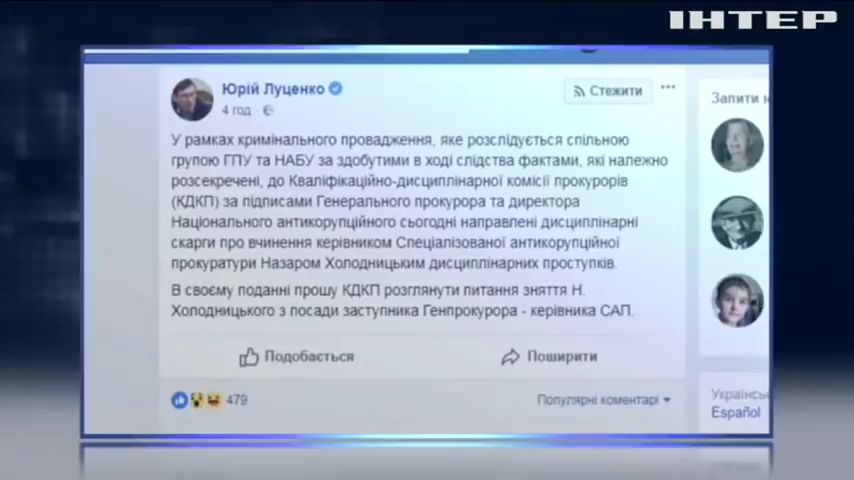 ІНТЕР
Юрій Луценко
4 год
Стежити
Запити
У рамках кримінального провадження, яке розслідується спільною
групою ГПУ та НАБУ за здобутими в ході слідства фактами, які належно
розсекречені, до Кваліфікаційно-дисциплінарної комісії прокурорів
(КДКП) за підписами Генерального прокурора та директора
Національного антикорупційного сьогодні направлені дисциплінарні
скарги про вчинення керівником Спеціалізованої антикорупційної
прокуратури Назаром Холодницьким дисциплінарних проступків.
В своєму поданні прошу КДКП розглянути питання зняття Н.
Холодницького з посади заступника Генпрокурора - керівника САП.
Подобається
Поширити
479
Популярні коментарі
Español